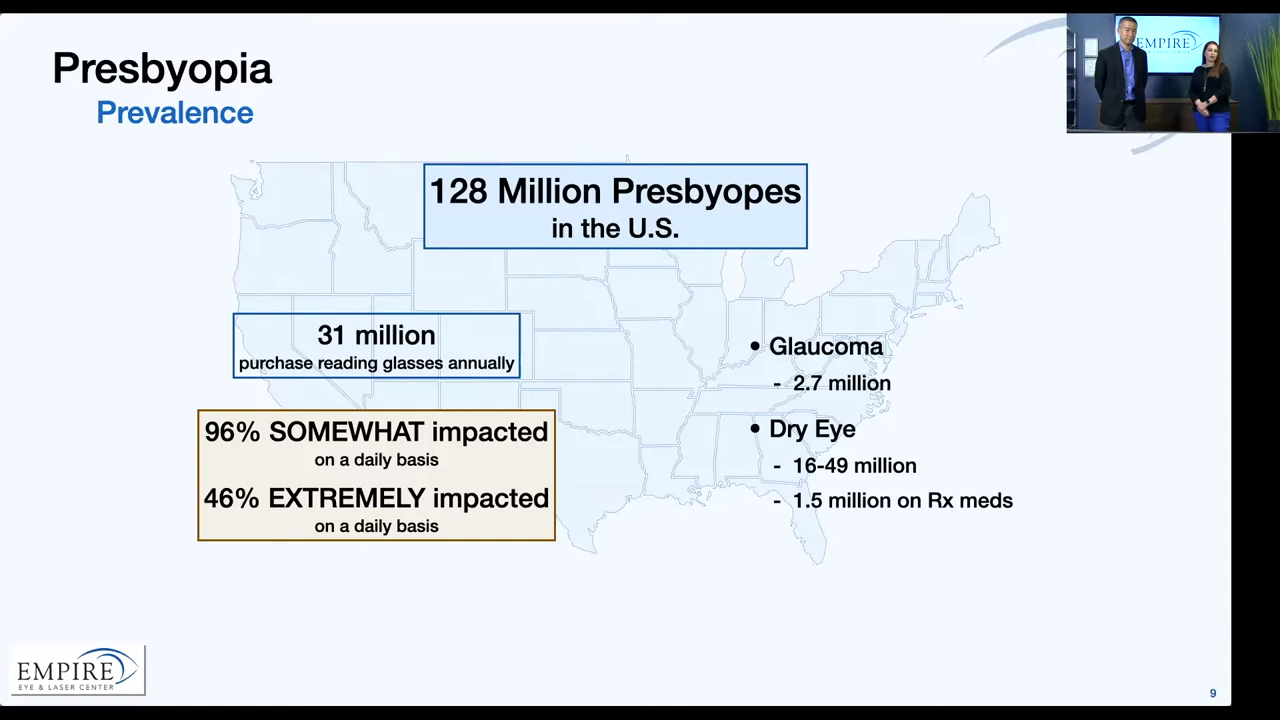 Presbyopia
Prevalence
EMPIRE
128 Million Presbyopes
in the U.S.
31 million
purchase reading glasses annually
96% SOMEWHAT impacted
on a daily basis
46% EXTREMELY impacted
on a daily basis
• Glaucoma
- 2.7 million
• Dry Eye
- 16-49 million
- 1.5 million on Rx meds
EMPIRE
EYE & LASER CENTER
9